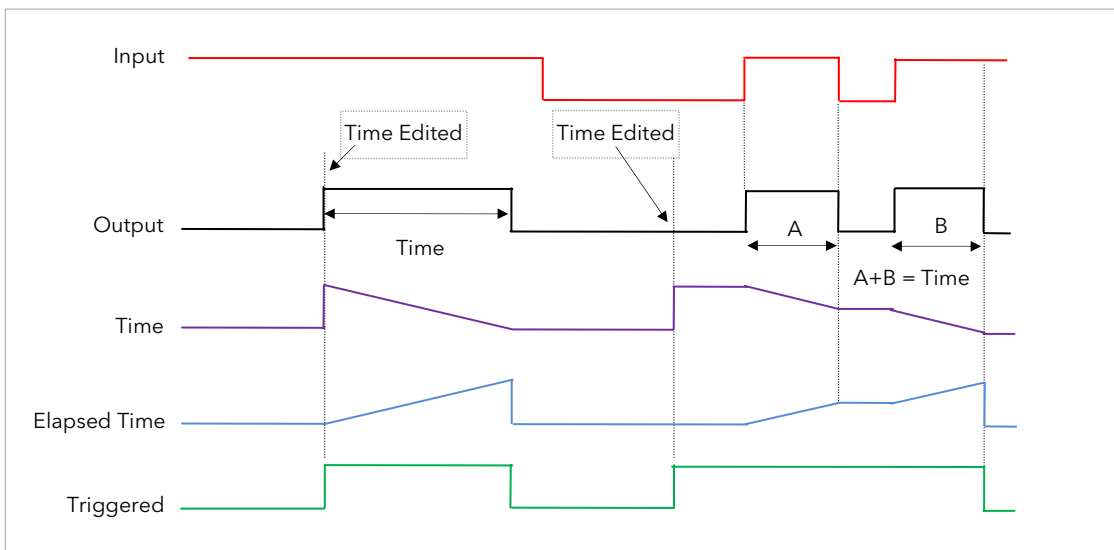 Input
Time Edited
Time Edited
Output
Time
A
B
A+B = Time
Time
Elapsed Time
Triggered